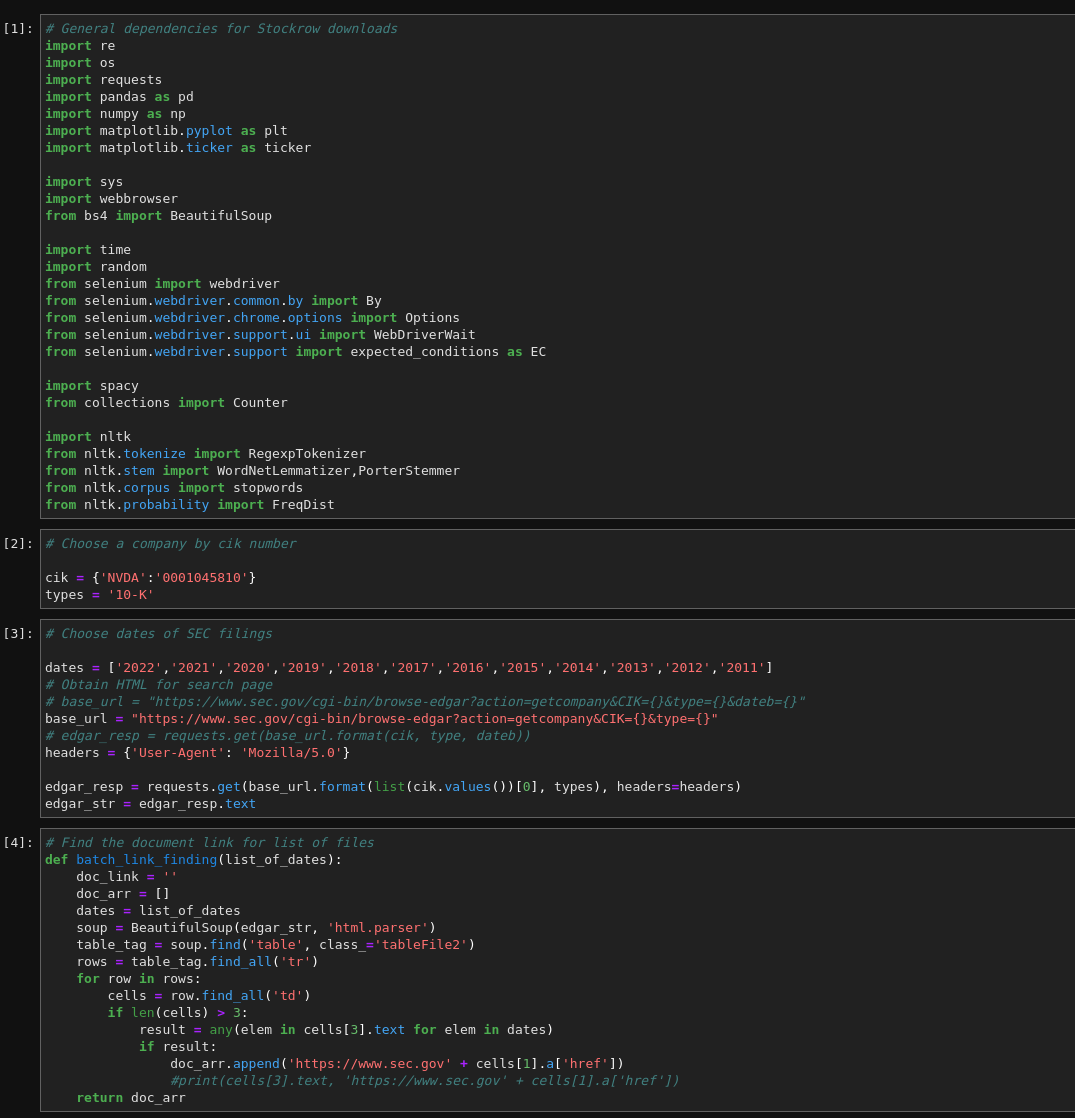 [1]: # General dependencies for Stockrow downloads
import re
import os
import requests
import pandas as pd
import numpy as np
import matplotlib.pyplot as plt
import matplotlib.ticker as ticker
import sys
import webbrowser
from bs4 import BeautifulSoup
import time
import random
from selenium import webdriver
from selenium.webdriver.common.by import By
from selenium.webdriver.chrome.options import Options
from selenium.webdriver.support.ui import WebDriverWait
from selenium.webdriver.support import expected_conditions as EC
import spacy
from collections import Counter
import nltk
from nltk.tokenize import RegexpTokenizer
from nltk.stem import WordNetLemmatizer,PorterStemmer
from nltk.corpus import stopwords
from nltk.probability import FreqDist
[2]: # Choose a company by cik number
cik = {'NVDA':'0001045810'}
types = '10-K'
[3]: # Choose dates of SEC filings
dates = ['2022','2021','2020','2019','2018','2017','2016','2015','2014','2013','2012','2011']
# Obtain HTML for search page
# base_url = "https://www.sec.gov/cgi-bin/browse-edgar?action=getcompany&CIK={}&type={}&dateb={}"
base_url = "https://www.sec.gov/cgi-bin/browse-edgar?action=getcompany&CIK={}&type={}"
# edgar_resp = requests.get(base_url.format(cik, type, dateb))
headers = {'User-Agent': 'Mozilla/5.0'}
edgar_resp = requests.get(base_url.format(list(cik.values())[0], types), headers=headers)
edgar_str = edgar_resp.text
[4]: # Find the document link for list of files
def batch_link_finding(list_of_dates):
    doc_link = ''
    doc_arr = []
    dates = list_of_dates
    soup = BeautifulSoup(edgar_str, 'html.parser')
    table_tag = soup.find('table', class_='tableFile2')
    rows = table_tag.find_all('tr')
    for row in rows:
        cells = row.find_all('td')
        if len(cells) > 3:
            result = any(elem in cells[3].text for elem in dates)
            if result:
                doc_arr.append('https://www.sec.gov' + cells[1].a['href'])
                #print(cells[3].text, 'https://www.sec.gov' + cells[1].a['href'])
    return doc_arr